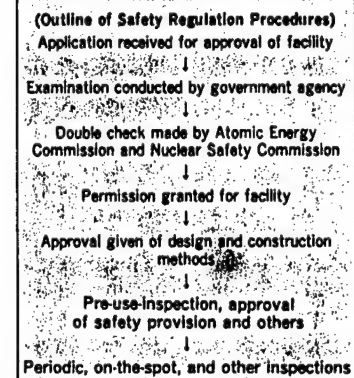 (Outline of Safety Regulation Procedures)
Application received for approval of facility
↓
Examination conducted by government agency
↓
Double check made by Atomic Energy
Commission and Nuclear Safety Commission
↓
Permission granted for facility
↓
Approval given of design and construction
methods
↓
Pre-use-inspection, approval
of safety provision and others
↓
Periodic, on-the-spot, and other inspections